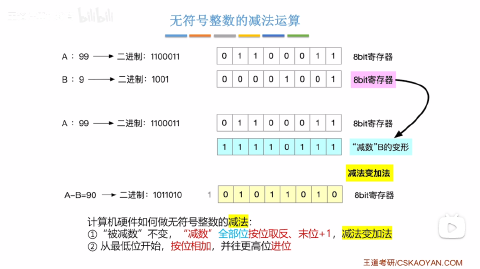 bilibili
无符号整数的减法运算
A：99 → 二进制：1100011 0 1 1 0 0 0 1 1 8bit寄存器
B：9 → 二进制：1001 0 0 0 0 1 0 0 1 8bit寄存器
A：99 → 二进制：1100011 0 1 1 0 0 0 1 1 8bit寄存器
1 1 1 1 0 1 1 1 “减数”B的变形
减法变加法
A-B=90 → 二进制：1011010 1 0 1 0 1 1 0 1 0 8bit寄存器
计算机硬件如何做无符号整数的减法：
①“被减数”不变，“减数”全部位按位取反、末位+1，减法变加法
② 从最低位开始，按位相加，并往更高位进位
王道考研/CSKAOYAN.COM